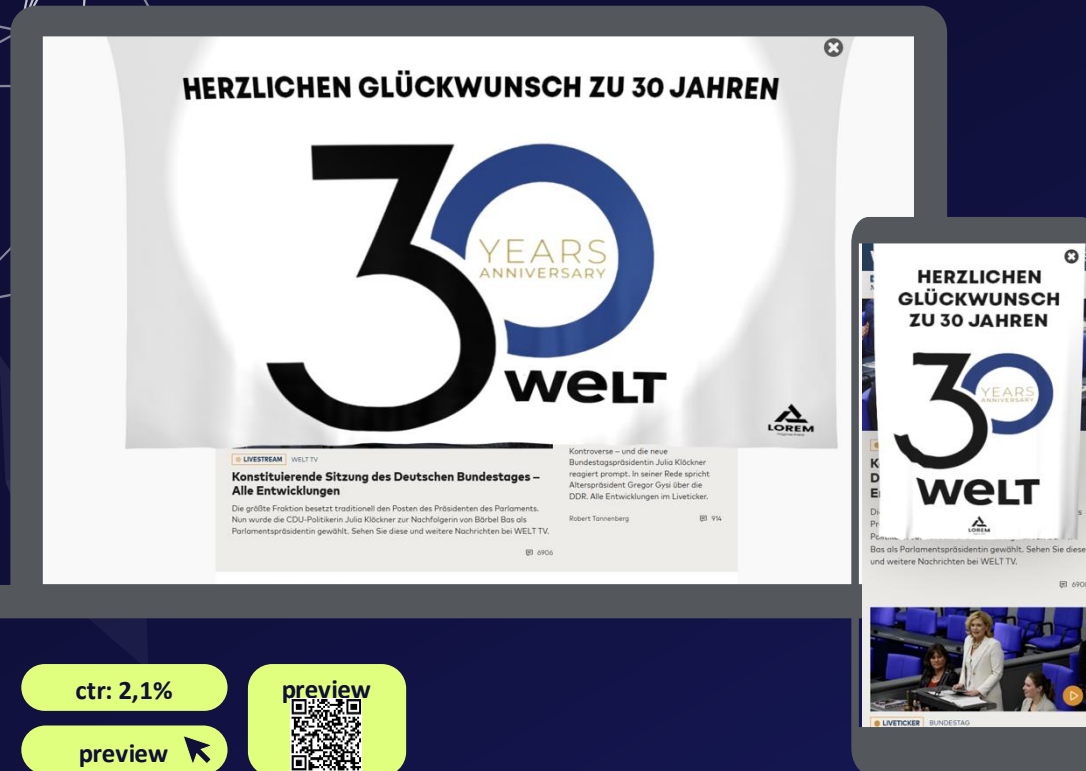 HERZLICHEN GLÜCKWUNSCH ZU 30 JAHREN
30
YEARS
ANNIVERSARY
WELT
LOREM
LIVESTREAM WELT TV
Konstituierende Sitzung des Deutschen Bundestages –
Alle Entwicklungen
Die größte Fraktion besetzt traditionell den Posten des Präsidenten des Parlaments.
Nun wurde die CDU-Politikerin Julia Klöckner zur Nachfolgerin von Bärbel Bas als
Parlamentspräsidentin gewählt. Sehen Sie diese und weitere Nachrichten bei WELT TV.
6906
Kontroverse – und die neue
Bundestagspräsidentin Julia Klöckner
reagiert prompt. In seiner Rede spricht
Alterspräsident Gregor Gysi über die
DDR. Alle Entwicklungen im Liveticker.
Robert Tannenberg 914
HERZLICHEN
GLÜCKWUNSCH
ZU 30 JAHREN
30
YEARS
ANNIVERSARY
WELT
LOREM
Bas als Parlamentspräsidentin gewählt. Sehen Sie diese
und weitere Nachrichten bei WELT TV.
LIVETICKER BUNDESTAG
ctr: 2,1%
preview
preview